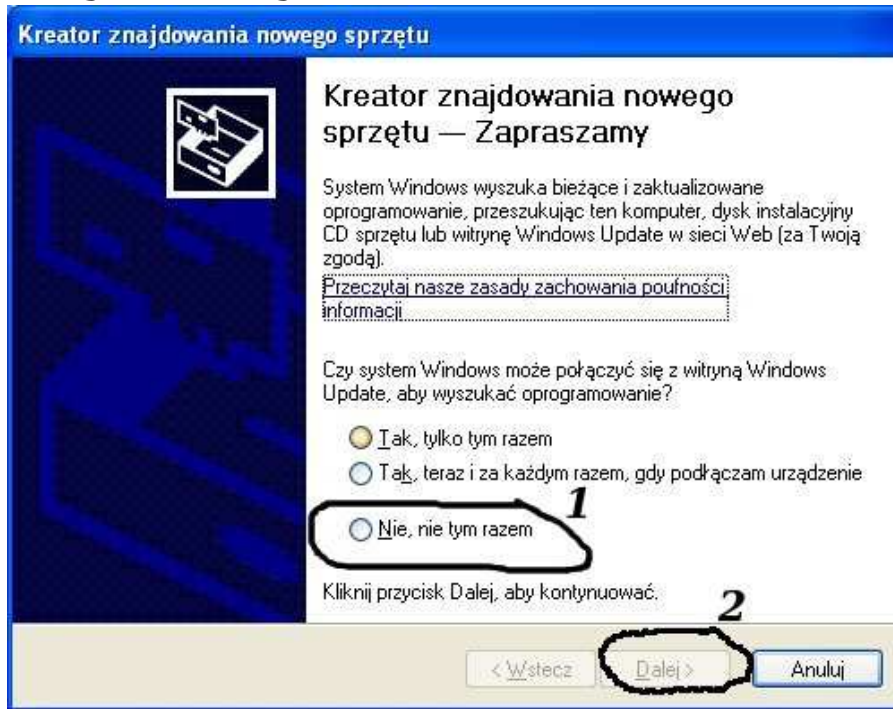 Kreator znajdowania nowego sprzętu
Kreator znajdowania nowego
sprzętu — Zapraszamy
System Windows wyszuka bieżące i zaktualizowane
oprogramowanie, przeszukując ten komputer, dysk instalacyjny
CD sprzętu lub witrynę Windows Update w sieci Web (za Twoją
zgodą).
Przeczytaj nasze zasady zachowania poufności
informacji
Czy system Windows może połączyć się z witryną Windows
Update, aby wyszukać oprogramowanie?
Tak, tylko tym razem
Tak, teraz i za każdym razem, gdy podłączam urządzenie
1
Nie, nie tym razem
Kliknij przycisk Dalej, aby kontynuować.
2
< Wstecz Dalej > Anuluj